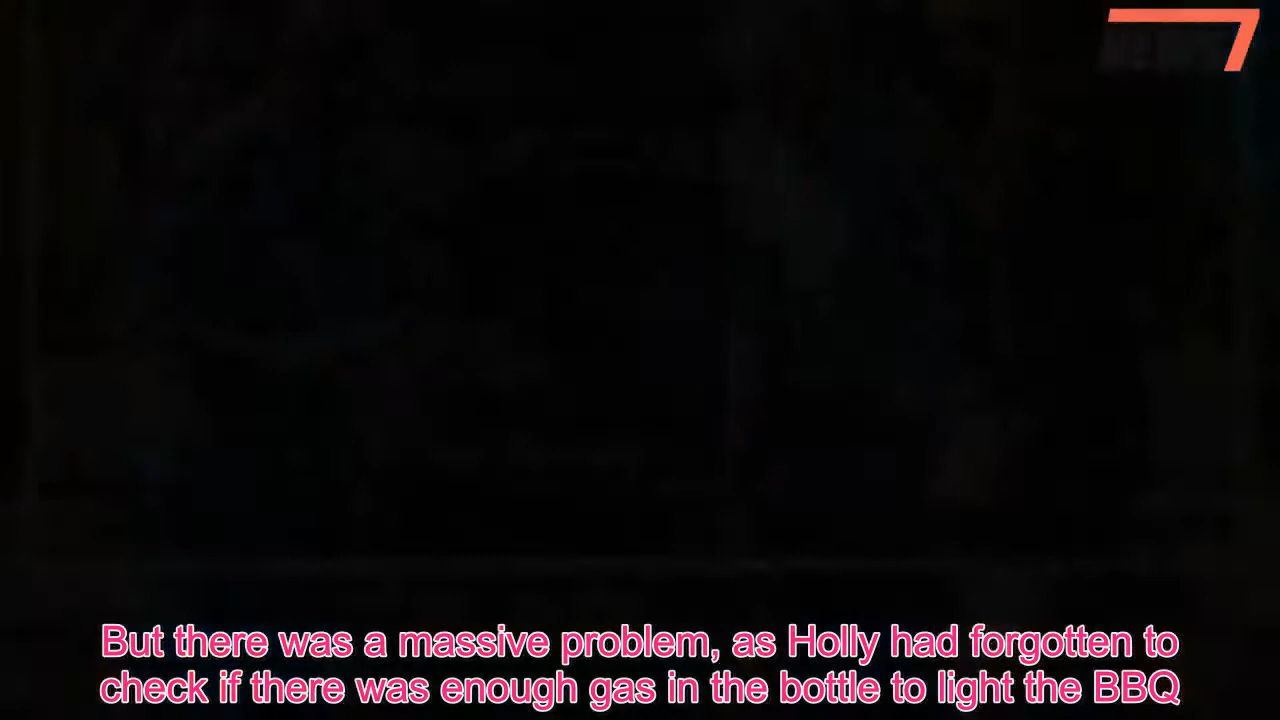 But there was a massive problem, as Holly had forgotten to
check if there was enough gas in the bottle to light the BBQ